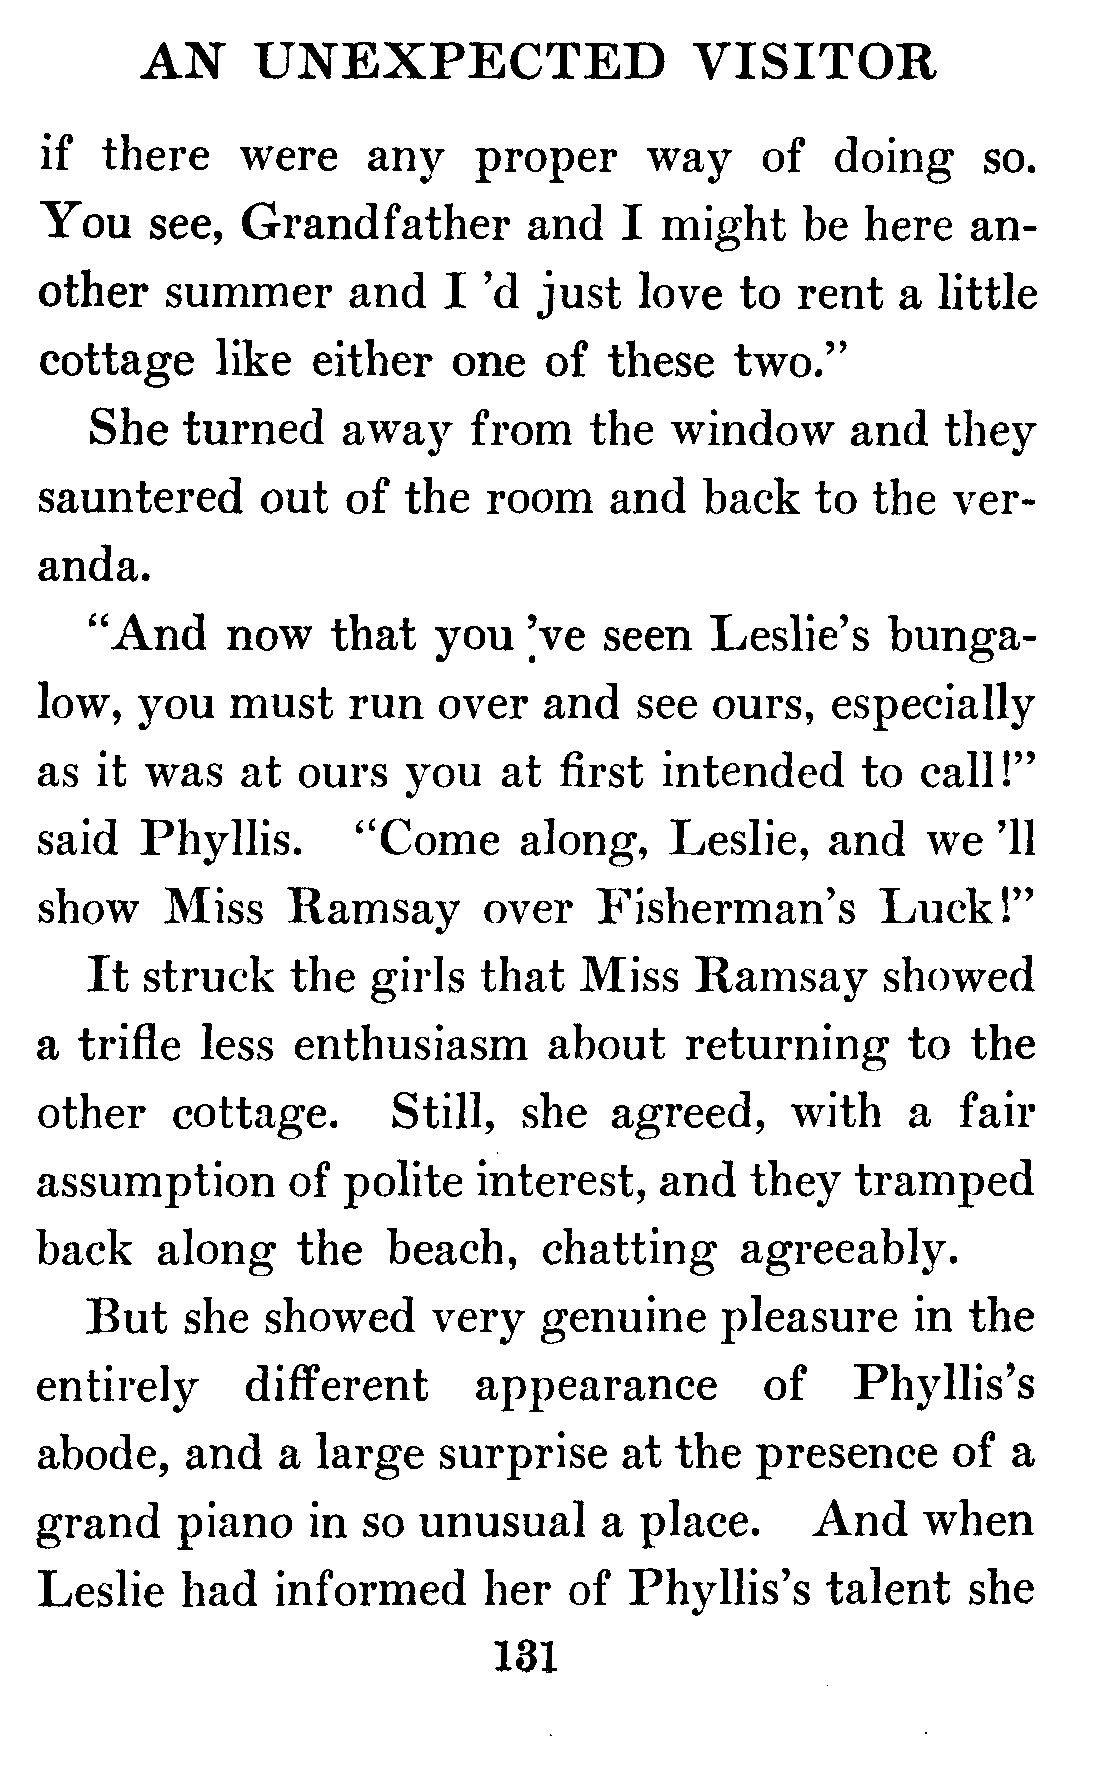 AN UNEXPECTED VISITOR
if there were any proper way of doing so.
You see, Grandfather and I might be here an-
other summer and I 'd just love to rent a little
cottage like either one of these two."
She turned away from the window and they
sauntered out of the room and back to the ver-
anda.
"And now that you 've seen Leslie's bunga-
low, you must run over and see ours, especially
as it was at ours you at first intended to call!"
said Phyllis. "Come along, Leslie, and we 'll
show Miss Ramsay over Fisherman's Luck!"
It struck the girls that Miss Ramsay showed
a trifle less enthusiasm about returning to the
other cottage. Still, she agreed, with a fair
assumption of polite interest, and they tramped
back along the beach, chatting agreeably.
But she showed very genuine pleasure in the
entirely different appearance of Phyllis's
abode, and a large surprise at the presence of a
grand piano in so unusual a place. And when
Leslie had informed her of Phyllis's talent she
131